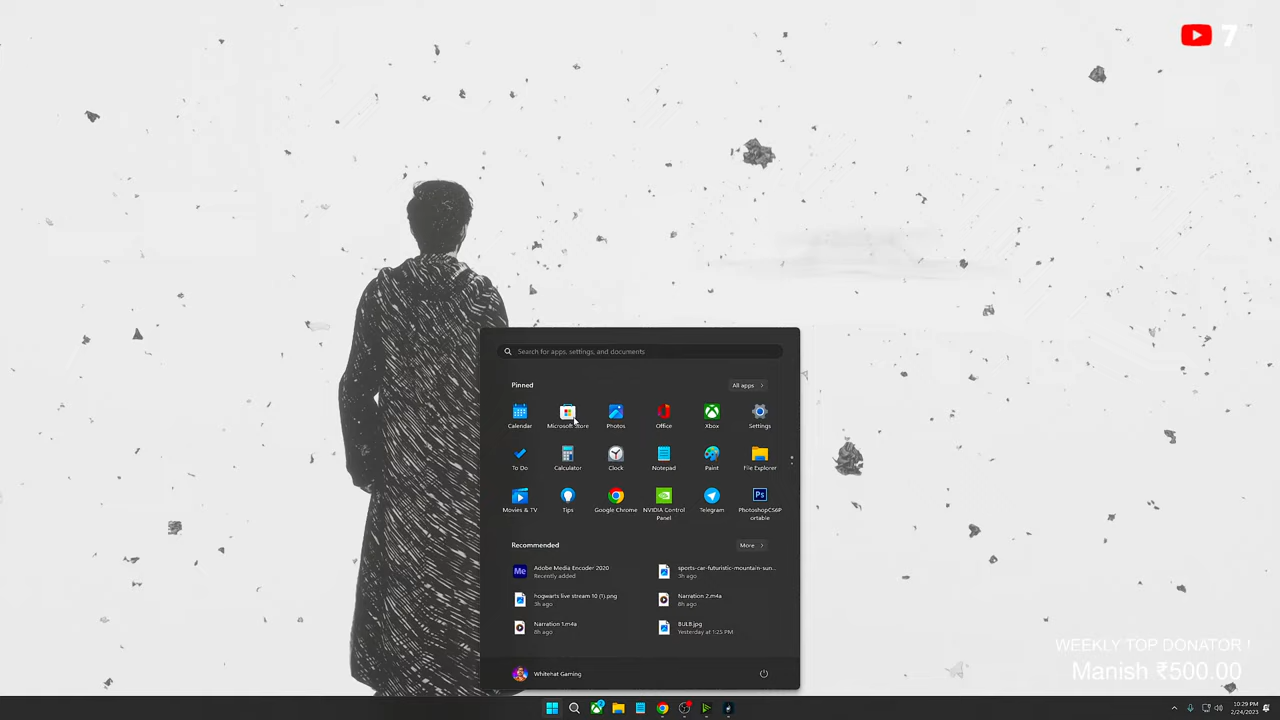 7
Search for apps, settings, and documents
Pinned
All apps
Calendar
Microsoft Store
Photos
Office
Xbox
Settings
To Do
Calculator
Clock
Notepad
Paint
File Explorer
Movies & TV
Tips
Google Chrome
NVIDIA Control
Panel
Telegram
Ps
PhotoshopCS6P
ortable
Recommended
More
Me
Adobe Media Encoder 2020
Recently added
sports-car-futuristic-mountain-sun...
3h ago
hogwarts live stream 10 (1).png
3h ago
Narration 2.m4a
8h ago
Narration 1.m4a
8h ago
BULB.jpg
Yesterday at 1:25 PM
Whitehat Gaming
WEEKLY TOP DONATOR !
Manish ₹500.00
10:29 PM
2/24/2023